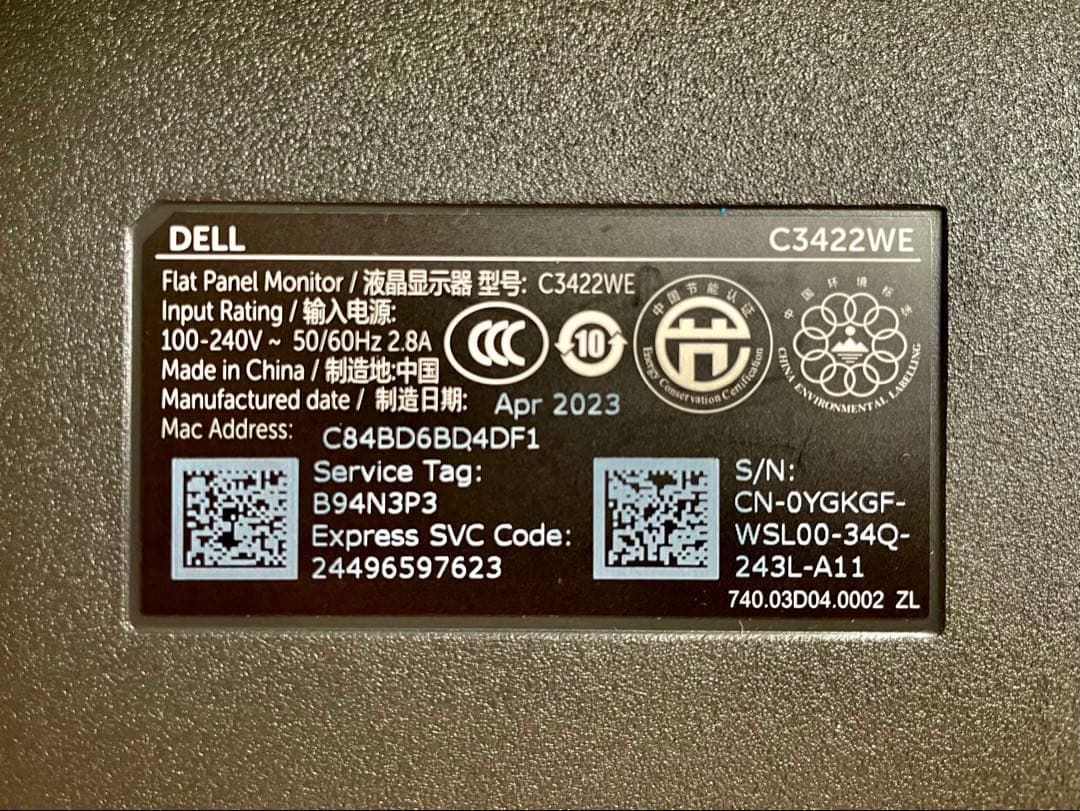 DELL C3422WE
Flat Panel Monitor / 液晶显示器 型号: C3422WE
Input Rating / 输入电源:
100-240V ~ 50/60Hz 2.8A
Made in China / 制造地:中国
Manufactured date / 制造日期: Apr 2023
Mac Address: C84BD6BD4DF1
CCC
10
中国节能认证
节
Energy Conservation Certification
中国环境标志
CHINA ENVIRONMENTAL LABELLING
Service Tag:
B94N3P3
Express SVC Code:
24496597623
S/N:
CN-0YGKGF-
WSL00-34Q-
243L-A11
740.03D04.0002 ZL